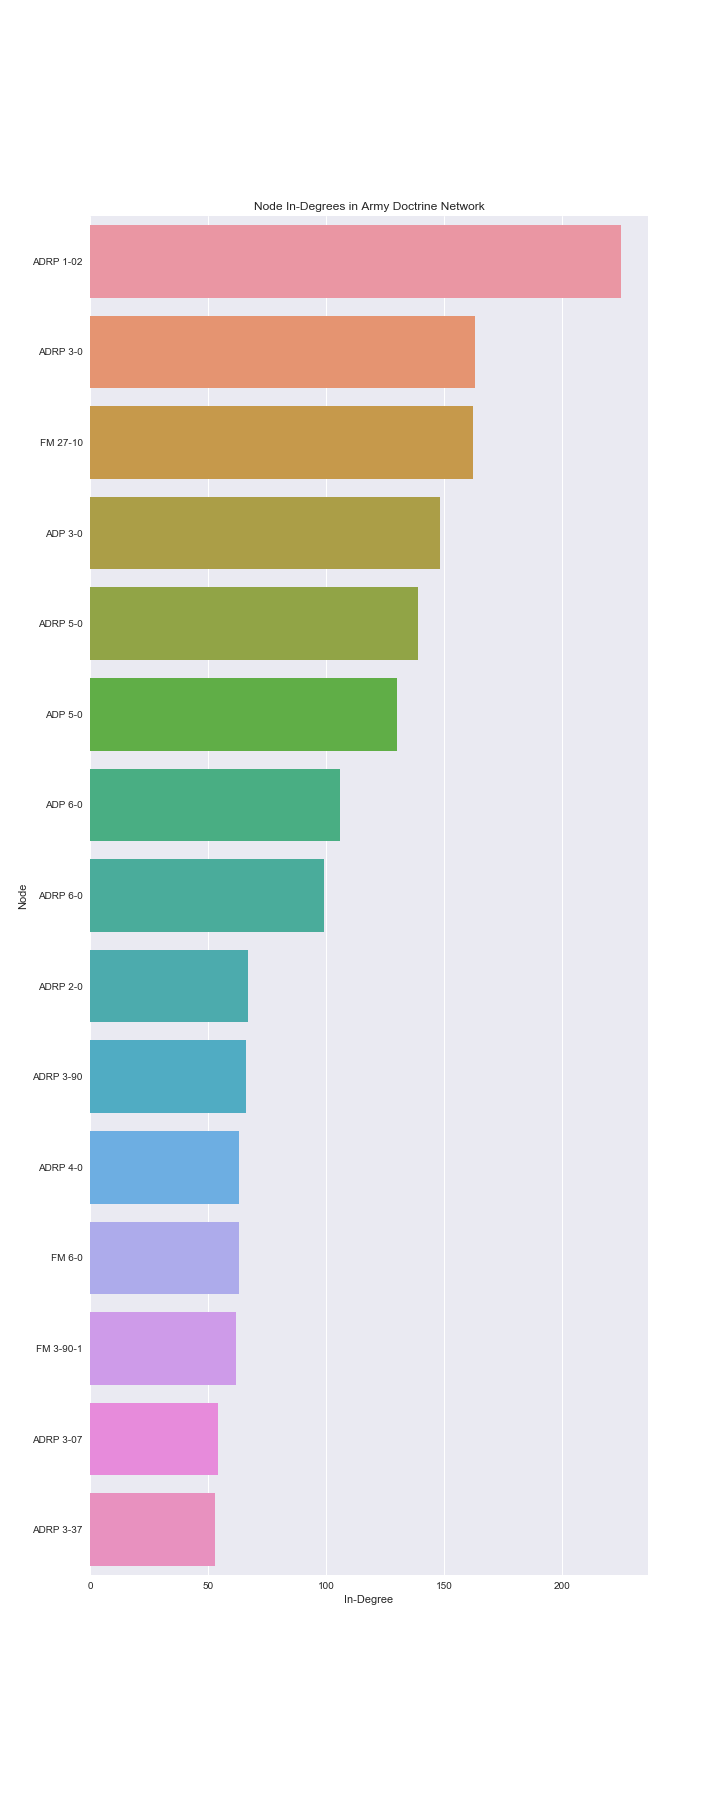 Node In-Degrees in Army Doctrine Network
ADRP 1-02
ADRP 3-0
FM 27-10
ADP 3-0
ADRP 5-0
ADP 5-0
ADP 6-0
ADRP 6-0
Node
ADRP 2-0
ADRP 3-90
ADRP 4-0
FM 6-0
FM 3-90-1
ADRP 3-07
ADRP 3-37
0 50 100 150 200
In-Degree